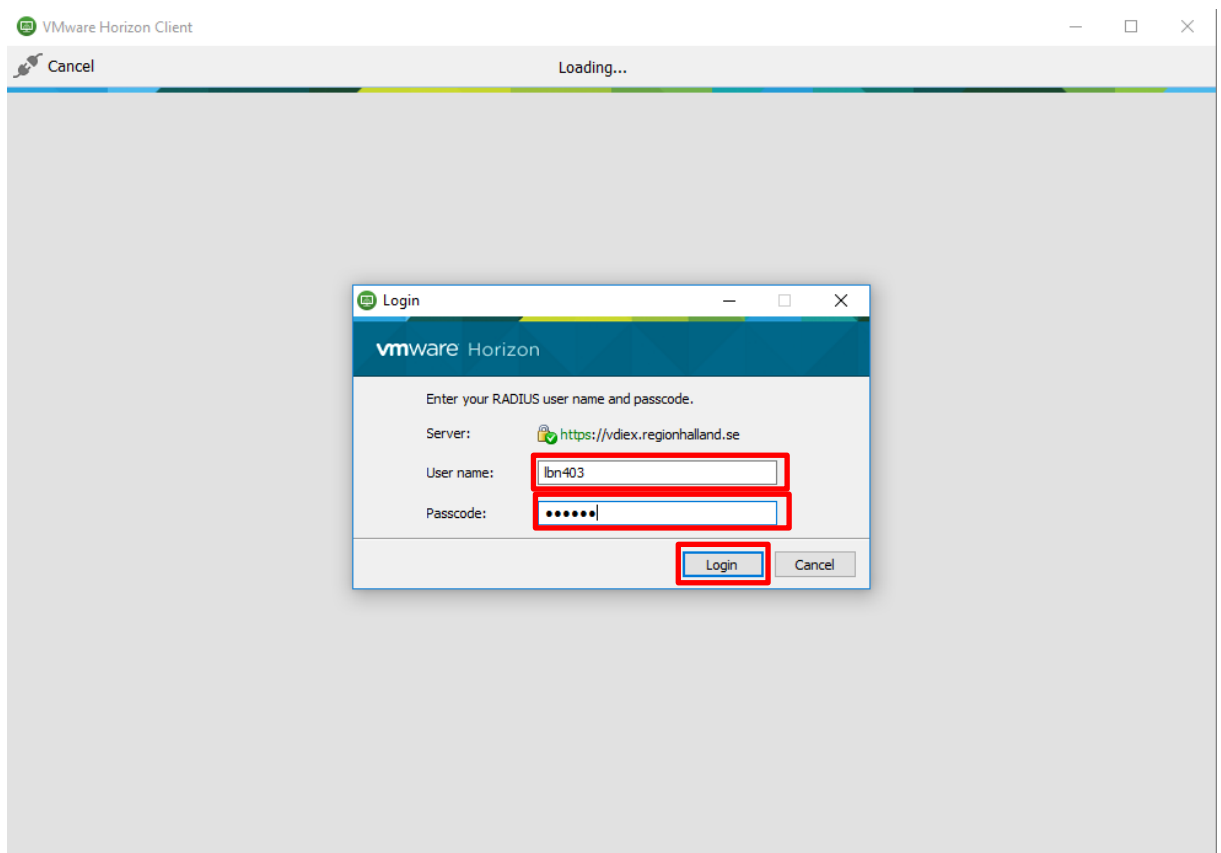 VMware Horizon Client
Cancel Loading...
Login
vmware Horizon
Enter your RADIUS user name and passcode.
Server: https://vdiex.regionhalland.se
User name: lbn403
Passcode: ••••••
Login Cancel